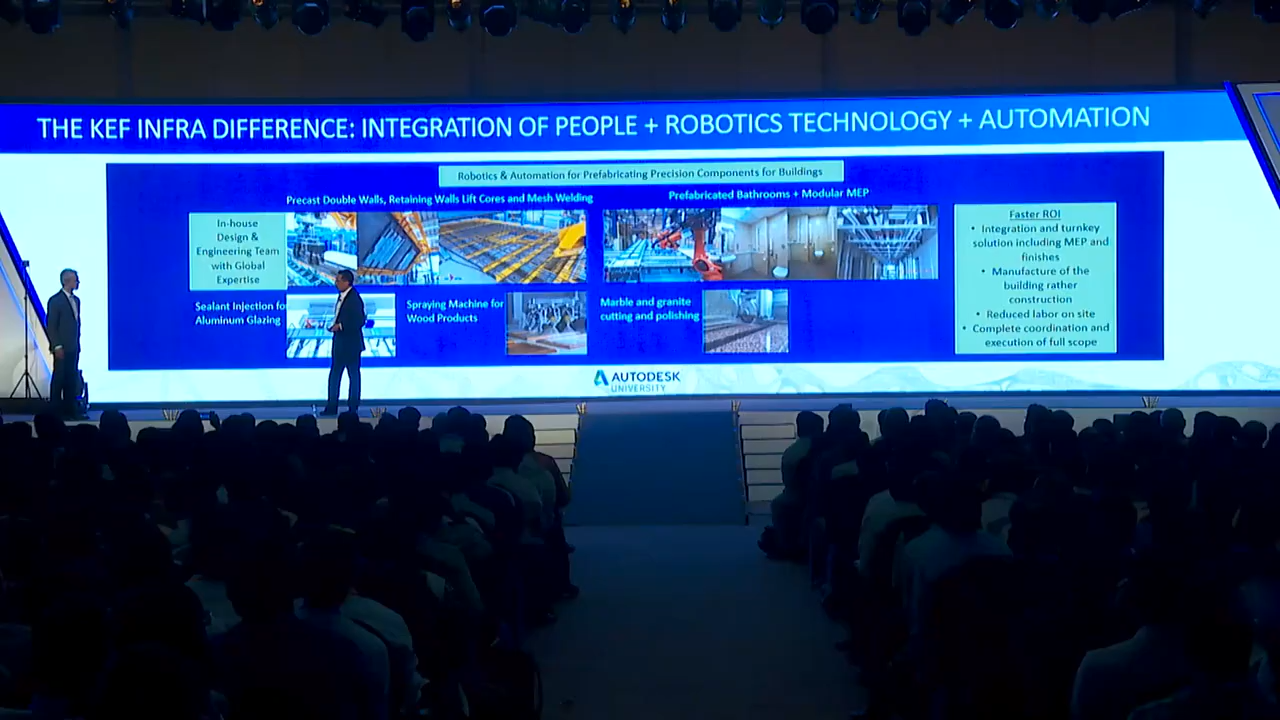 THE KEF INFRA DIFFERENCE: INTEGRATION OF PEOPLE + ROBOTICS TECHNOLOGY + AUTOMATION
Robotics & Automation for Prefabricating Precision Components for Buildings
Precast Double Walls, Retaining Walls Lift Cores and Mesh Welding
Prefabricated Bathrooms + Modular MEP
In-house
Design &
Engineering Team
with Global
Expertise
Sealant Injection for
Aluminum Glazing
Spraying Machine for
Wood Products
Marble and granite
cutting and polishing
Faster ROI
• Integration and turnkey
solution including MEP and
finishes
• Manufacture of the
building rather
construction
• Reduced labor on site
• Complete coordination and
execution of full scope
AUTODESK
UNIVERSITY